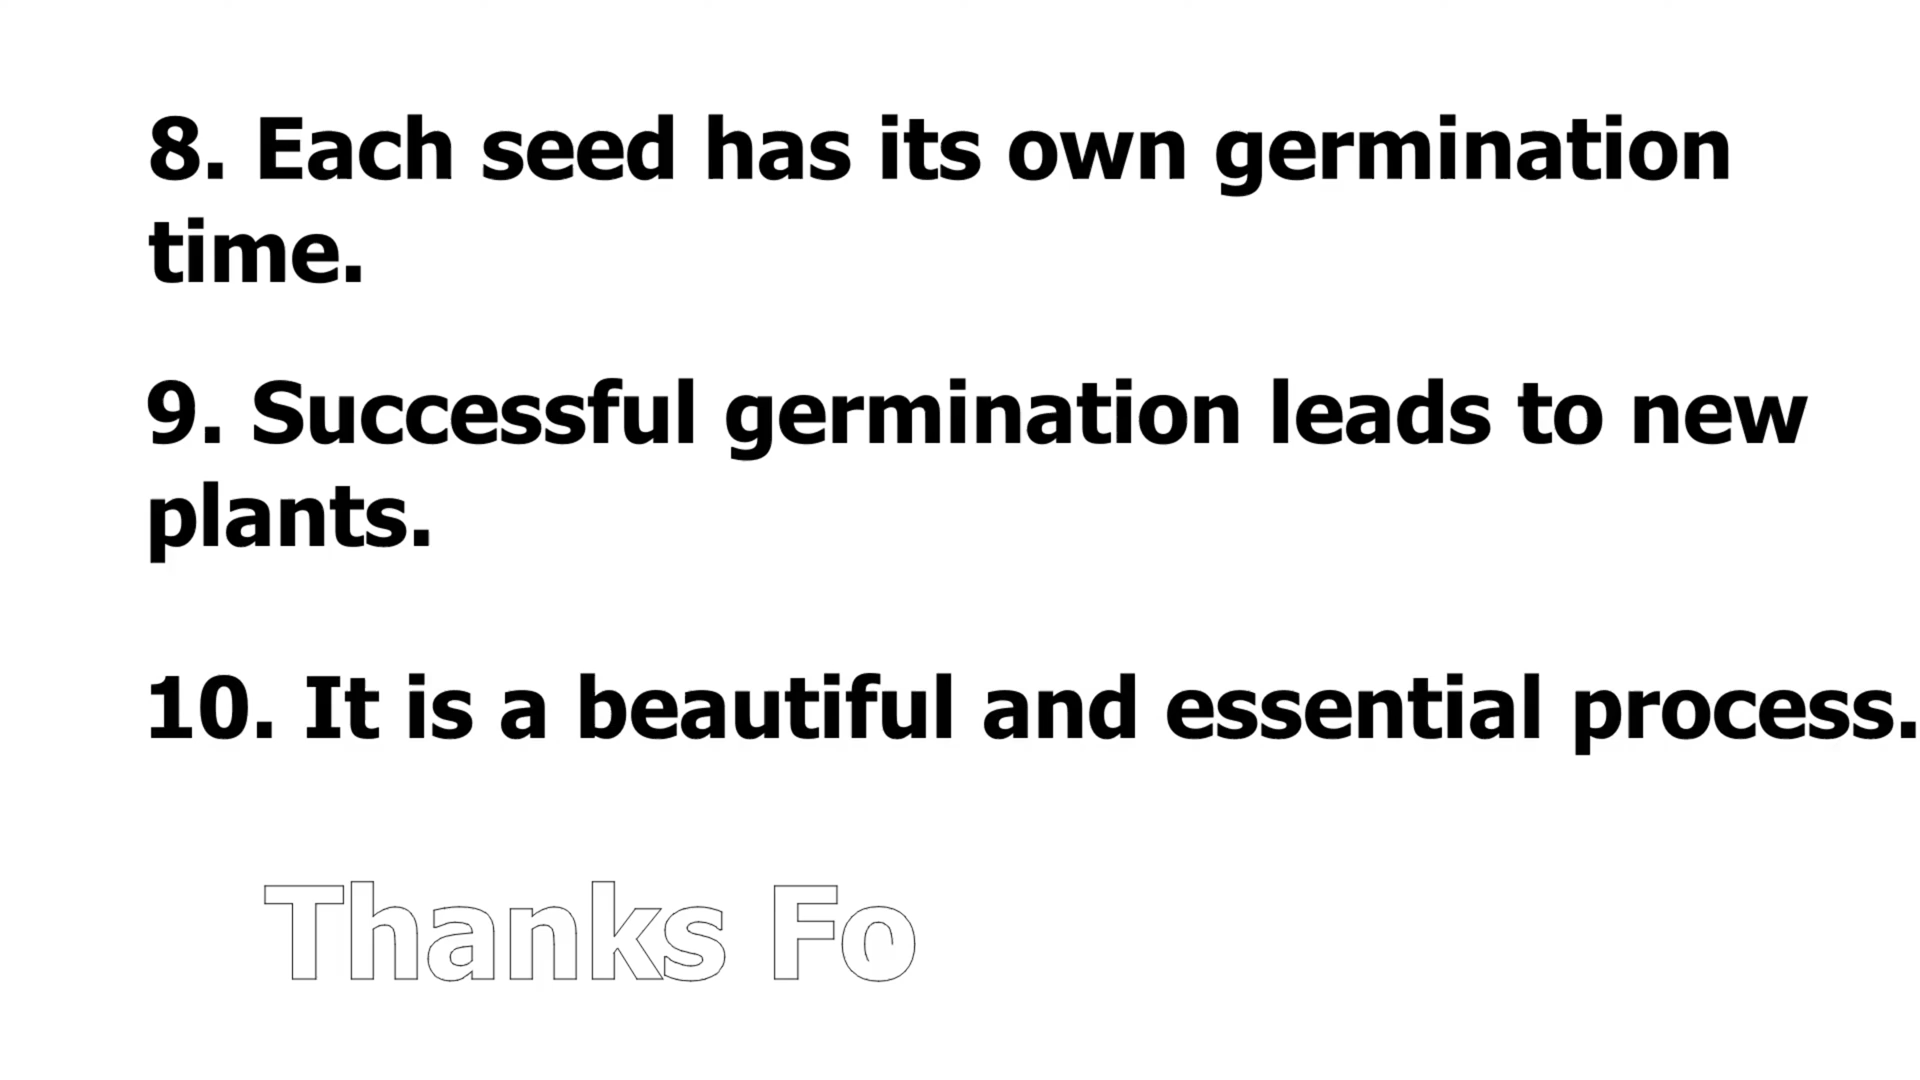 8. Each seed has its own germination
time.
9. Successful germination leads to new
plants.
10. It is a beautiful and essential process.
Thanks Fo